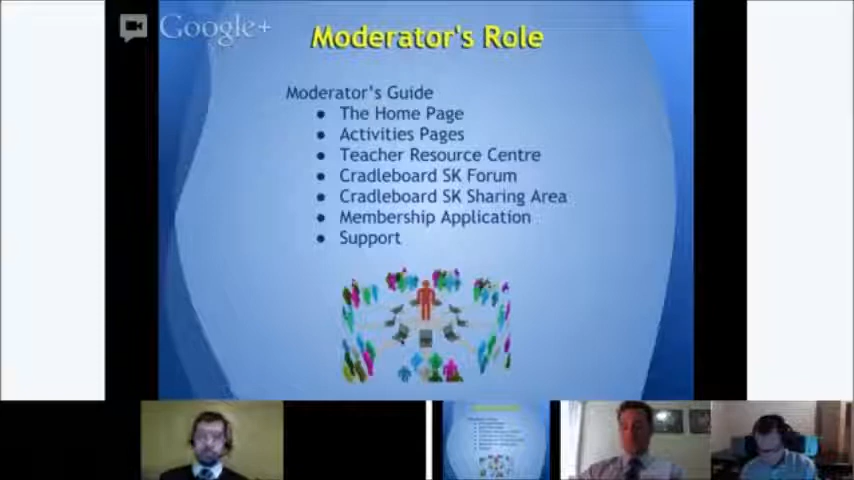 Google+
Moderator's Role
Moderator's Guide
● The Home Page
● Activities Pages
● Teacher Resource Centre
● Cradleboard SK Forum
● Cradleboard SK Sharing Area
● Membership Application
● Support